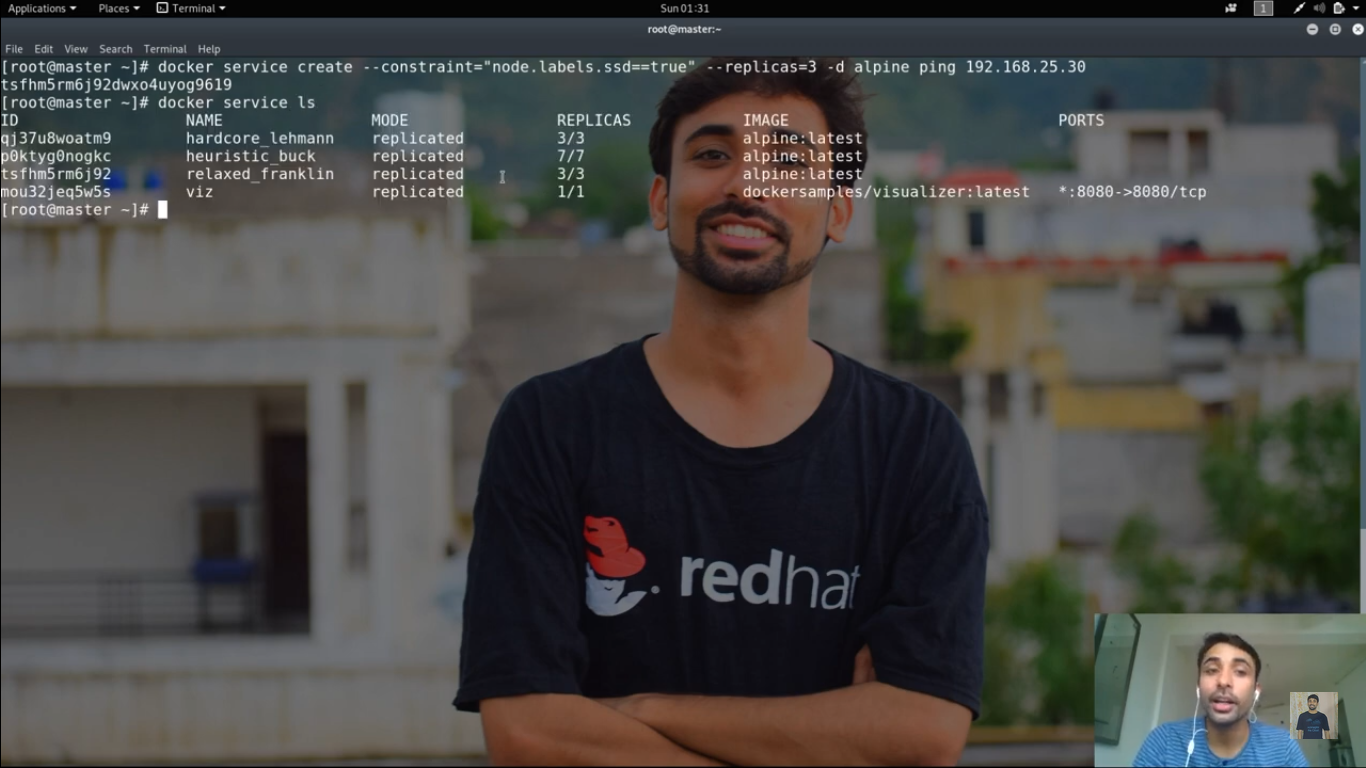 Applications Places Terminal Sun 01:31 1
root@master:~
File Edit View Search Terminal Help
[root@master ~]# docker service create --constraint="node.labels.ssd==true" --replicas=3 -d alpine ping 192.168.25.30
tsfhm5rm6j92dwxo4uyog9619
[root@master ~]# docker service ls
ID NAME MODE REPLICAS IMAGE PORTS
qj37u8woatm9 hardcore_lehmann replicated 3/3 alpine:latest
p0ktyg0nogkc heuristic_buck replicated 7/7 alpine:latest
tsfhm5rm6j92 relaxed_franklin replicated 3/3 alpine:latest
mou32jeq5w5s viz replicated 1/1 dockersamples/visualizer:latest *:8080->8080/tcp
[root@master ~]#
redhat